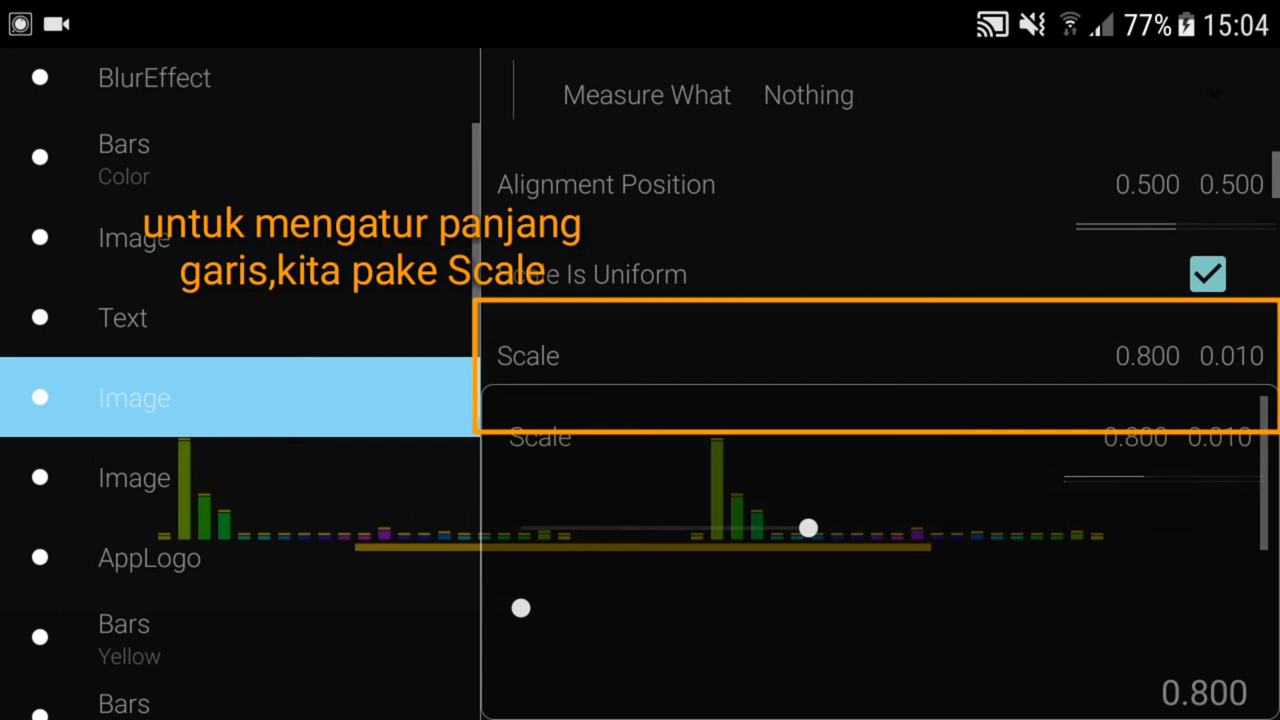 77% 15:04
BlurEffect
Bars
Color
Image
Text
Image
Image
AppLogo
Bars
Yellow
Bars
untuk mengatur panjang
garis,kita pake Scale
Measure What Nothing
Alignment Position 0.500 0.500
Scale Is Uniform
Scale 0.800 0.010
Scale 0.800 0.010
0.800